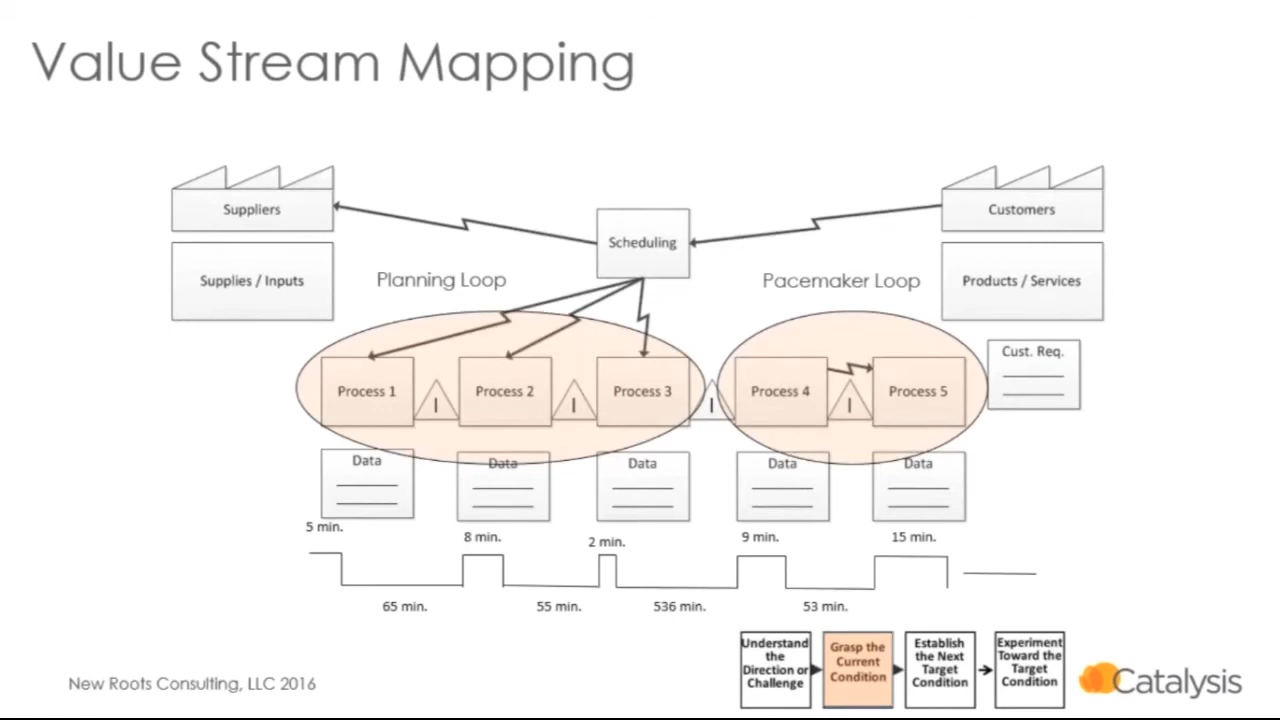 Value Stream Mapping
Suppliers
Customers
Scheduling
Supplies / Inputs
Planning Loop
Pacemaker Loop
Products / Services
Cust. Req.
Process 1
I
Process 2
I
Process 3
I
Process 4
I
Process 5
Data
Data
Data
Data
Data
5 min.
8 min.
2 min.
9 min.
15 min.
65 min.
55 min.
536 min.
53 min.
Understand
the
Direction or
Challenge
Grasp the
Current
Condition
Establish
the Next
Target
Condition
Experiment
Toward the
Target
Condition
New Roots Consulting, LLC 2016
Catalysis